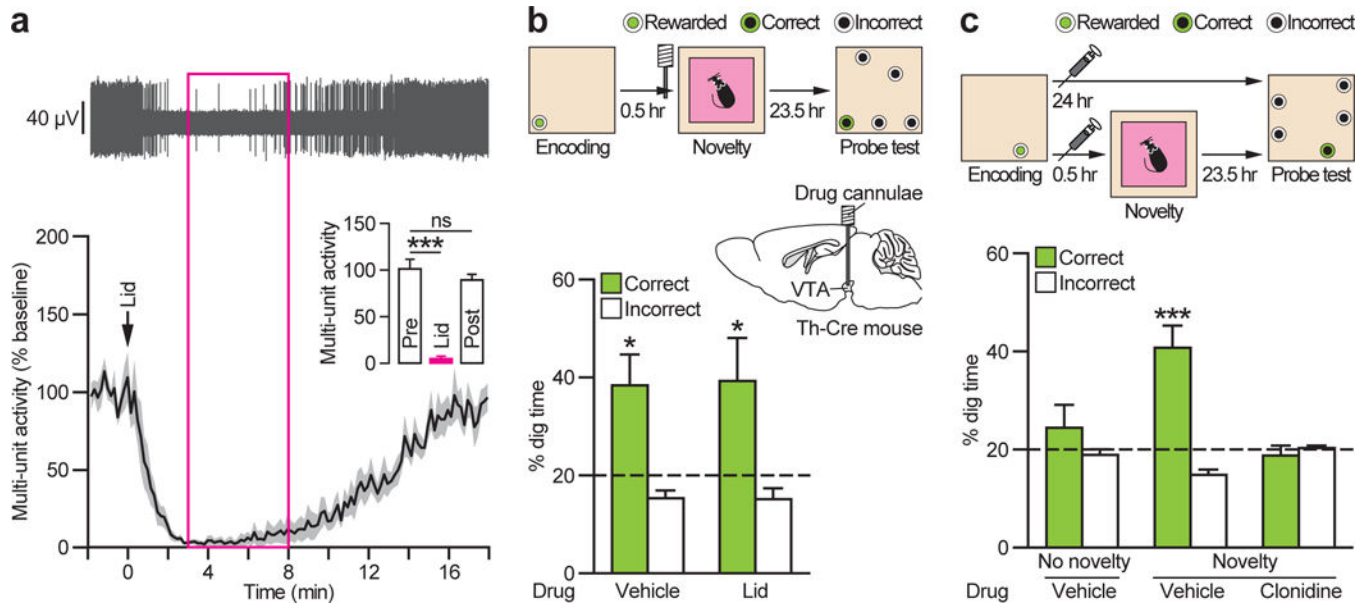 a
40 µV
200
150
100
50
0
Multi-unit activity (% baseline)
Lid
0
4
8
12
16
Time (min)
150
100
50
0
Multi-unit activity
ns
***
Pre
Lid
Post
b
Rewarded
Correct
Incorrect
0.5 hr
23.5 hr
Encoding
Novelty
Probe test
Drug cannulae
VTA
Th-Cre mouse
60
40
20
0
% dig time
Correct
Incorrect
*
*
Drug
Vehicle
Lid
c
Rewarded
Correct
Incorrect
24 hr
0.5 hr
23.5 hr
Encoding
Novelty
Probe test
60
40
20
0
% dig time
Correct
Incorrect
***
No novelty
Novelty
Drug
Vehicle
Vehicle
Clonidine